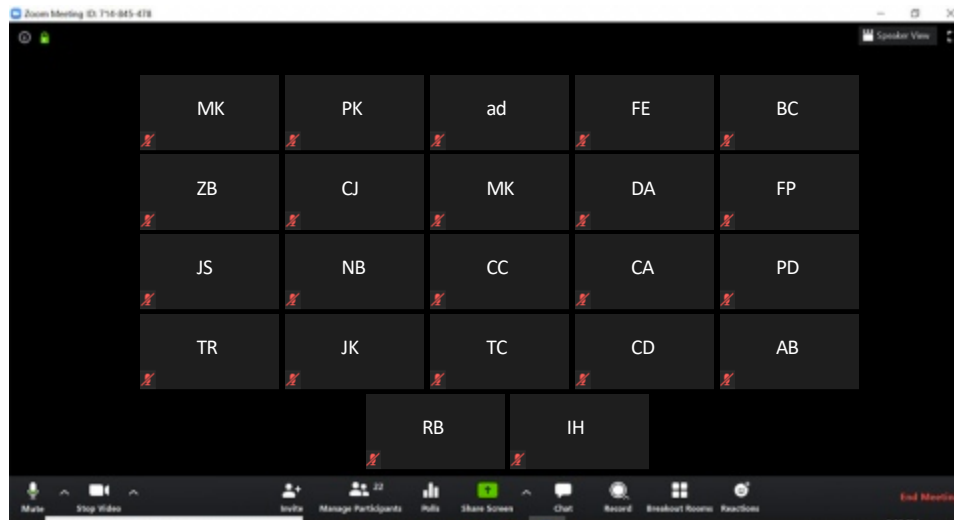 Zoom Meeting ID: 714-845-478
Speaker View
MK PK ad FE BC
ZB CJ MK DA FP
JS NB CC CA PD
TR JK TC CD AB
RB IH
22
Mute Stop Video Invite Manage Participants Polls Share Screen Chat Record Breakout Rooms Reactions End Meeting